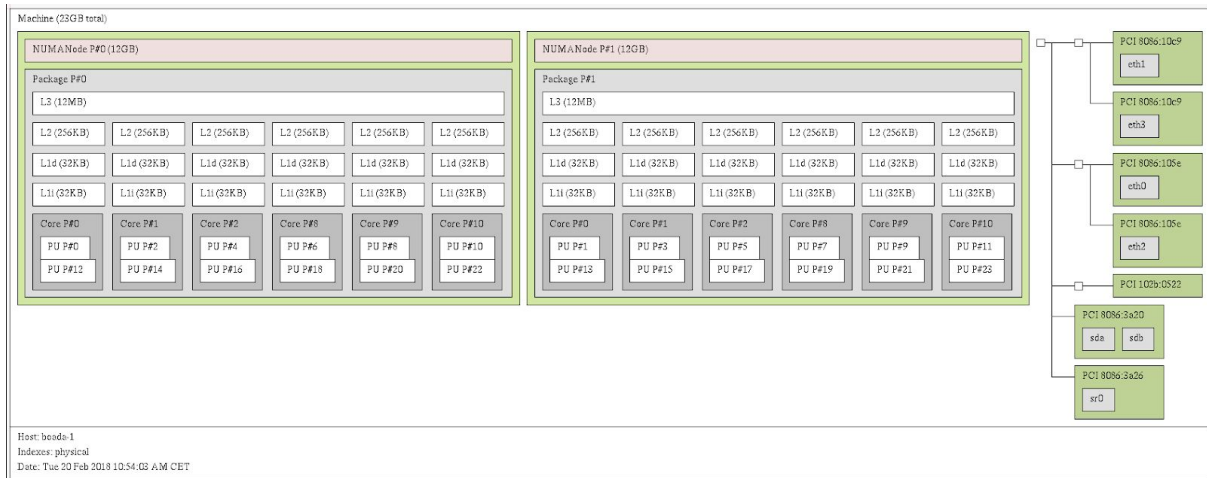 Machine (23GB total)
NUMANode P#0 (12GB)
Package P#0
L3 (12MB)
L2 (256KB) L2 (256KB) L2 (256KB) L2 (256KB) L2 (256KB) L2 (256KB)
L1d (32KB) L1d (32KB) L1d (32KB) L1d (32KB) L1d (32KB) L1d (32KB)
L1i (32KB) L1i (32KB) L1i (32KB) L1i (32KB) L1i (32KB) L1i (32KB)
Core P#0 Core P#1 Core P#2 Core P#8 Core P#9 Core P#10
PU P#0 PU P#2 PU P#4 PU P#6 PU P#8 PU P#10
PU P#12 PU P#14 PU P#16 PU P#18 PU P#20 PU P#22
NUMANode P#1 (12GB)
Package P#1
L3 (12MB)
L2 (256KB) L2 (256KB) L2 (256KB) L2 (256KB) L2 (256KB) L2 (256KB)
L1d (32KB) L1d (32KB) L1d (32KB) L1d (32KB) L1d (32KB) L1d (32KB)
L1i (32KB) L1i (32KB) L1i (32KB) L1i (32KB) L1i (32KB) L1i (32KB)
Core P#0 Core P#1 Core P#2 Core P#8 Core P#9 Core P#10
PU P#1 PU P#3 PU P#5 PU P#7 PU P#9 PU P#11
PU P#13 PU P#15 PU P#17 PU P#19 PU P#21 PU P#23
PCI 8086:10c9
eth1
PCI 8086:10c9
eth3
PCI 8086:105e
eth0
PCI 8086:105e
eth2
PCI 102b:0522
PCI 8086:3a20
sda sdb
PCI 8086:3a26
sr0
Host: boada-1
Indexes: physical
Date: Tue 20 Feb 2018 10:54:03 AM CET